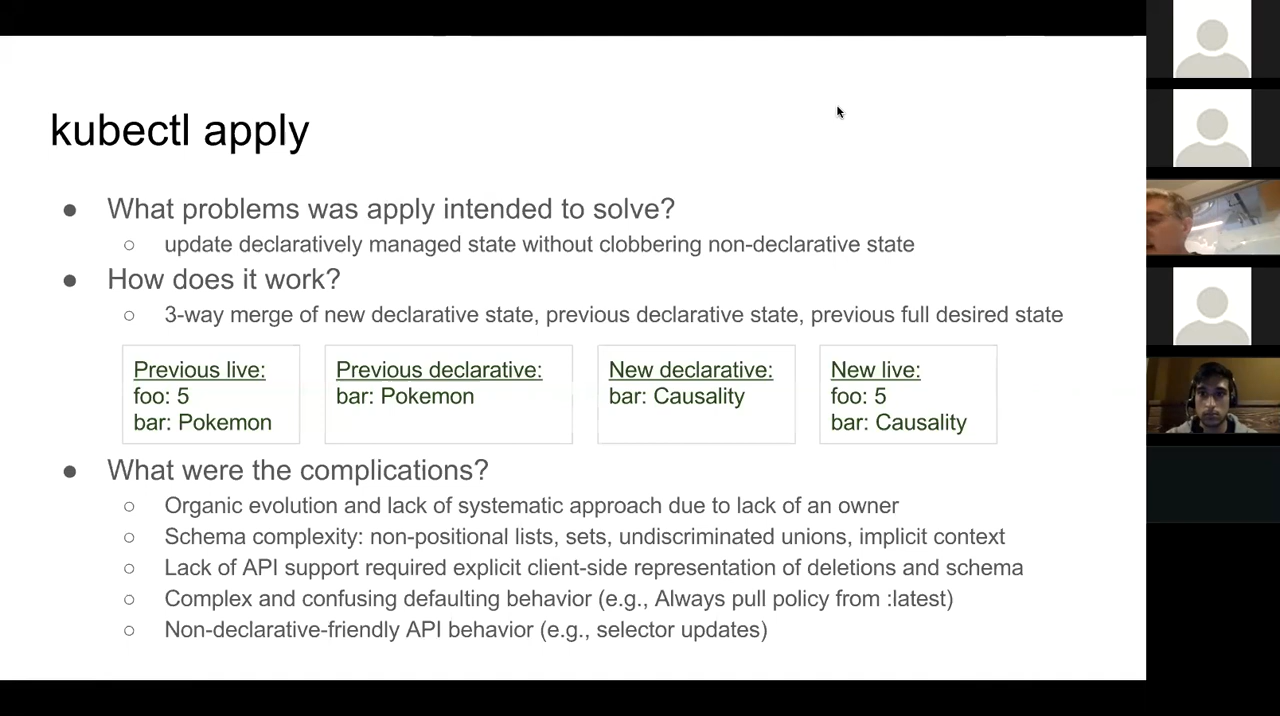 kubectl apply
● What problems was apply intended to solve?
○ update declaratively managed state without clobbering non-declarative state
● How does it work?
○ 3-way merge of new declarative state, previous declarative state, previous full desired state
Previous live:
foo: 5
bar: Pokemon
Previous declarative:
bar: Pokemon
New declarative:
bar: Causality
New live:
foo: 5
bar: Causality
● What were the complications?
○ Organic evolution and lack of systematic approach due to lack of an owner
○ Schema complexity: non-positional lists, sets, undiscriminated unions, implicit context
○ Lack of API support required explicit client-side representation of deletions and schema
○ Complex and confusing defaulting behavior (e.g., Always pull policy from :latest)
○ Non-declarative-friendly API behavior (e.g., selector updates)